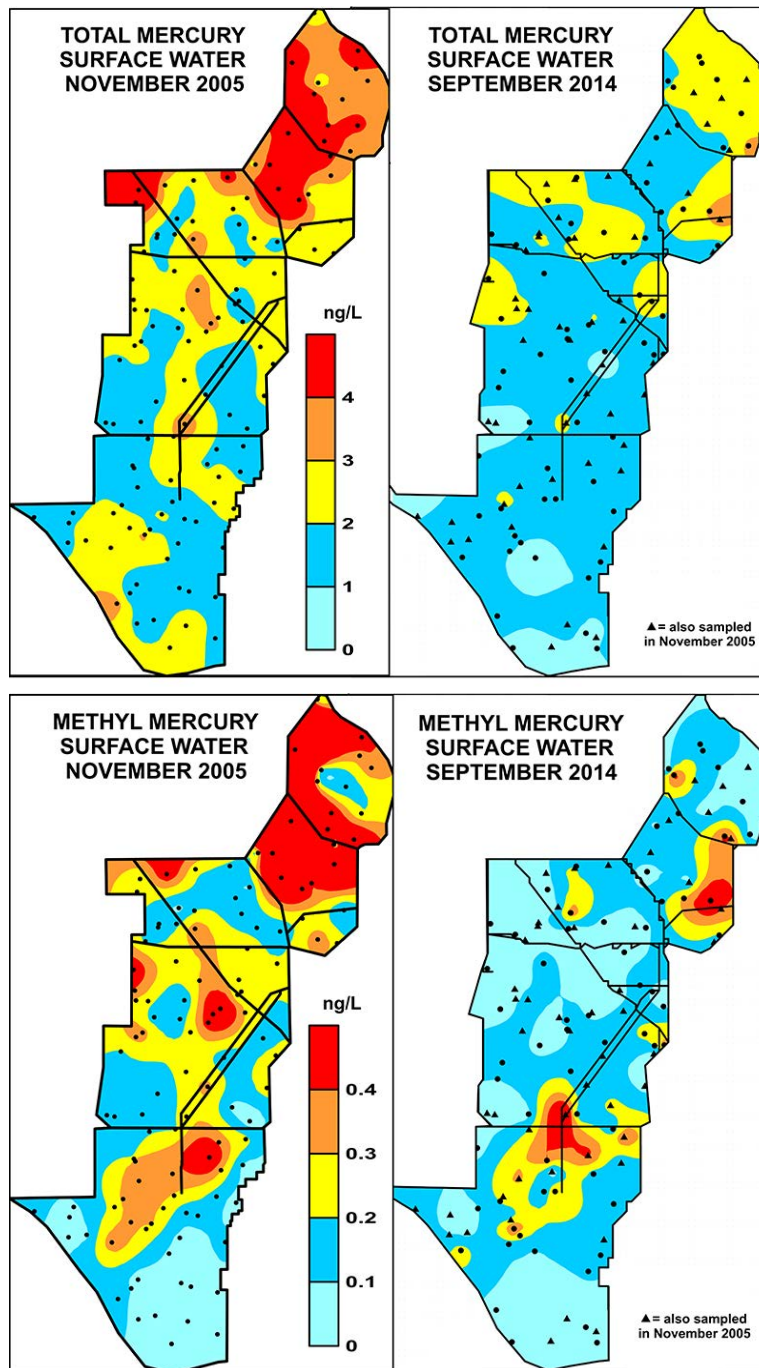 TOTAL MERCURY
SURFACE WATER
NOVEMBER 2005
ng/L
4
3
2
1
0
TOTAL MERCURY
SURFACE WATER
SEPTEMBER 2014
▲= also sampled
in November 2005
METHYL MERCURY
SURFACE WATER
NOVEMBER 2005
ng/L
0.4
0.3
0.2
0.1
0
METHYL MERCURY
SURFACE WATER
SEPTEMBER 2014
▲= also sampled
in November 2005